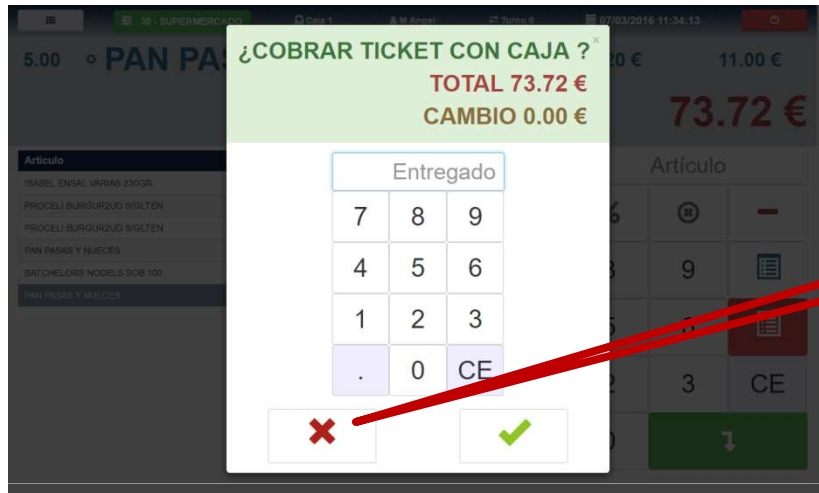 30 - SUPERMERCADO Caja 1 M Angel Turno 9 07/03/2016 11:34:13
5.00 PAN PA 20 € 11.00 €
73.72 €
¿COBRAR TICKET CON CAJA ? ×
TOTAL 73.72 €
CAMBIO 0.00 €
Entregado
7 8 9
4 5 6
1 2 3
. 0 CE
Artículo
ISABEL ENSAL VARIAS 230GR
PROCELI BURGUR2UD S/GLTEN
PROCELI BURGUR2UD S/GLTEN
PAN PASAS Y NUECES
BATCHELORS NODELS SOB 100
PAN PASAS Y NUECES
Artículo
%
9
6
3 CE